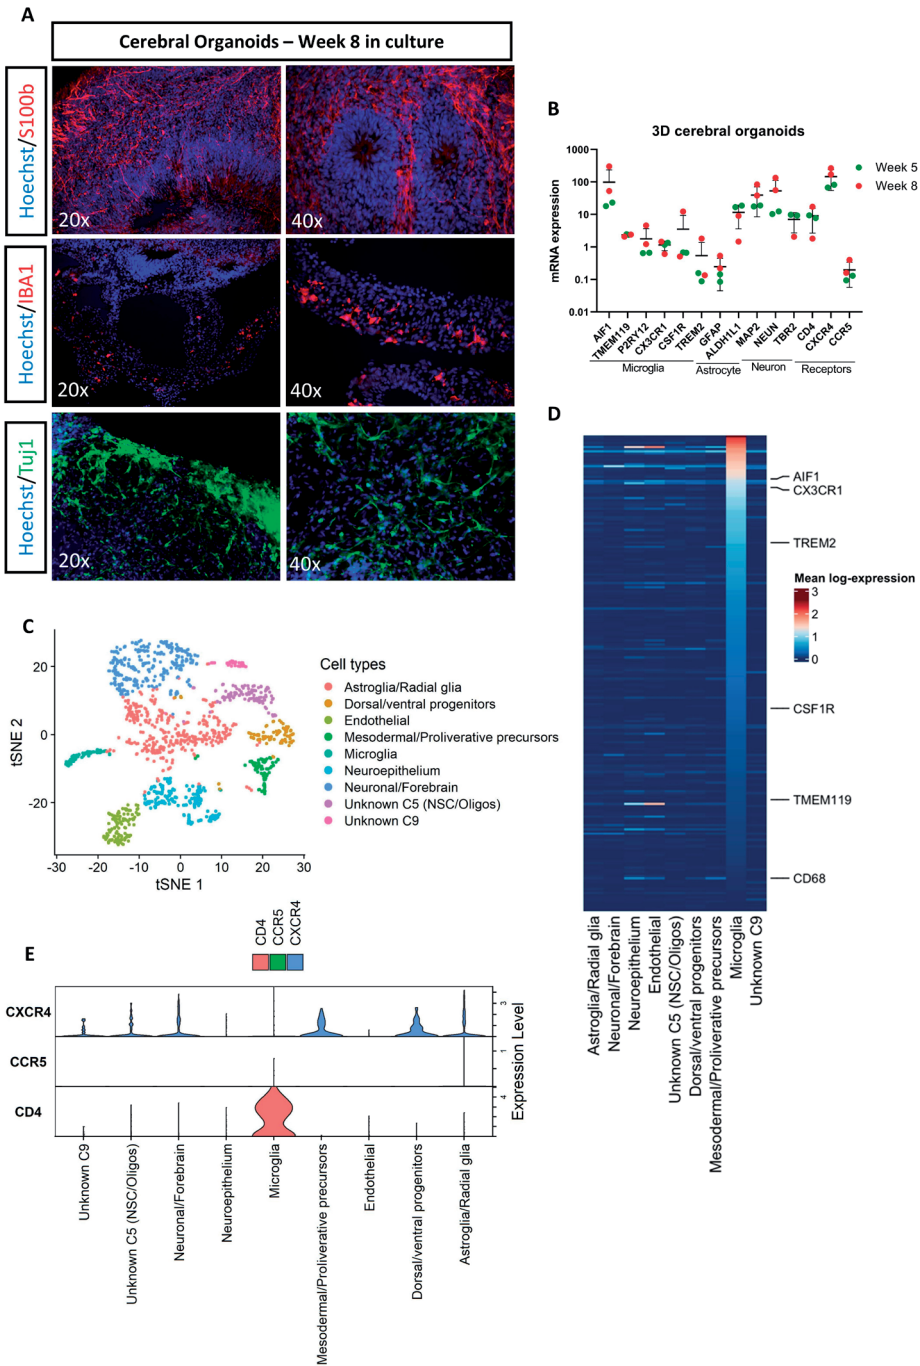 A
Cerebral Organoids – Week 8 in culture
Hoechst/S100b
20x
40x
Hoechst/IBA1
20x
40x
Hoechst/Tuj1
20x
40x
B
3D cerebral organoids
mRNA expression
1000
100
10
1
0.1
0.01
Week 5
Week 8
AIF1
TMEM119
P2RY12
CX3CR1
CSF1R
TREM2
GFAP
ALDH1L1
MAP2
NEUN
TBR2
CD4
CXCR4
CCR5
Microglia
Astrocyte
Neuron
Receptors
C
tSNE 2
20
0
-20
-30
-20
-10
0
10
20
30
tSNE 1
Cell types
Astroglia/Radial glia
Dorsal/ventral progenitors
Endothelial
Mesodermal/Proliverative precursors
Microglia
Neuroepithelium
Neuronal/Forebrain
Unknown C5 (NSC/Oligos)
Unknown C9
D
AIF1
CX3CR1
TREM2
CSF1R
TMEM119
CD68
Mean log-expression
3
2
1
0
Astroglia/Radial glia
Neuronal/Forebrain
Neuroepithelium
Endothelial
Unknown C5 (NSC/Oligos)
Dorsal/ventral progenitors
Mesodermal/Proliverative precursors
Microglia
Unknown C9
E
CD4
CCR5
CXCR4
CXCR4
CCR5
CD4
3
1
4
Expression Level
Unknown C9
Unknown C5 (NSC/Oligos)
Neuronal/Forebrain
Neuroepithelium
Microglia
Mesodermal/Proliverative precursors
Endothelial
Dorsal/ventral progenitors
Astroglia/Radial glia